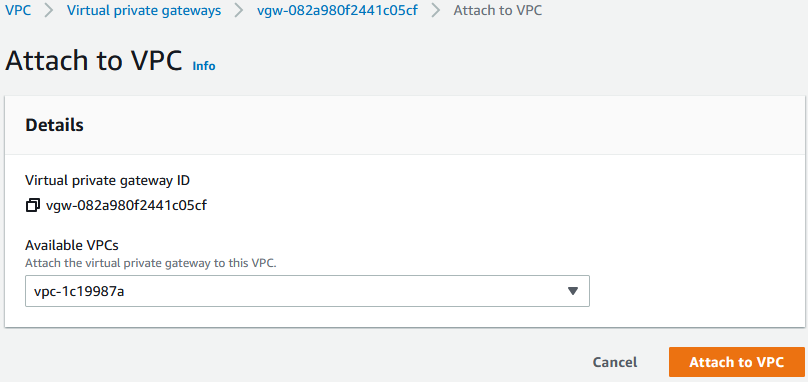 VPC > Virtual private gateways > vgw-082a980f2441c05cf > Attach to VPC
Attach to VPC Info
Details
Virtual private gateway ID
vgw-082a980f2441c05cf
Available VPCs
Attach the virtual private gateway to this VPC.
vpc-1c19987a
Cancel Attach to VPC